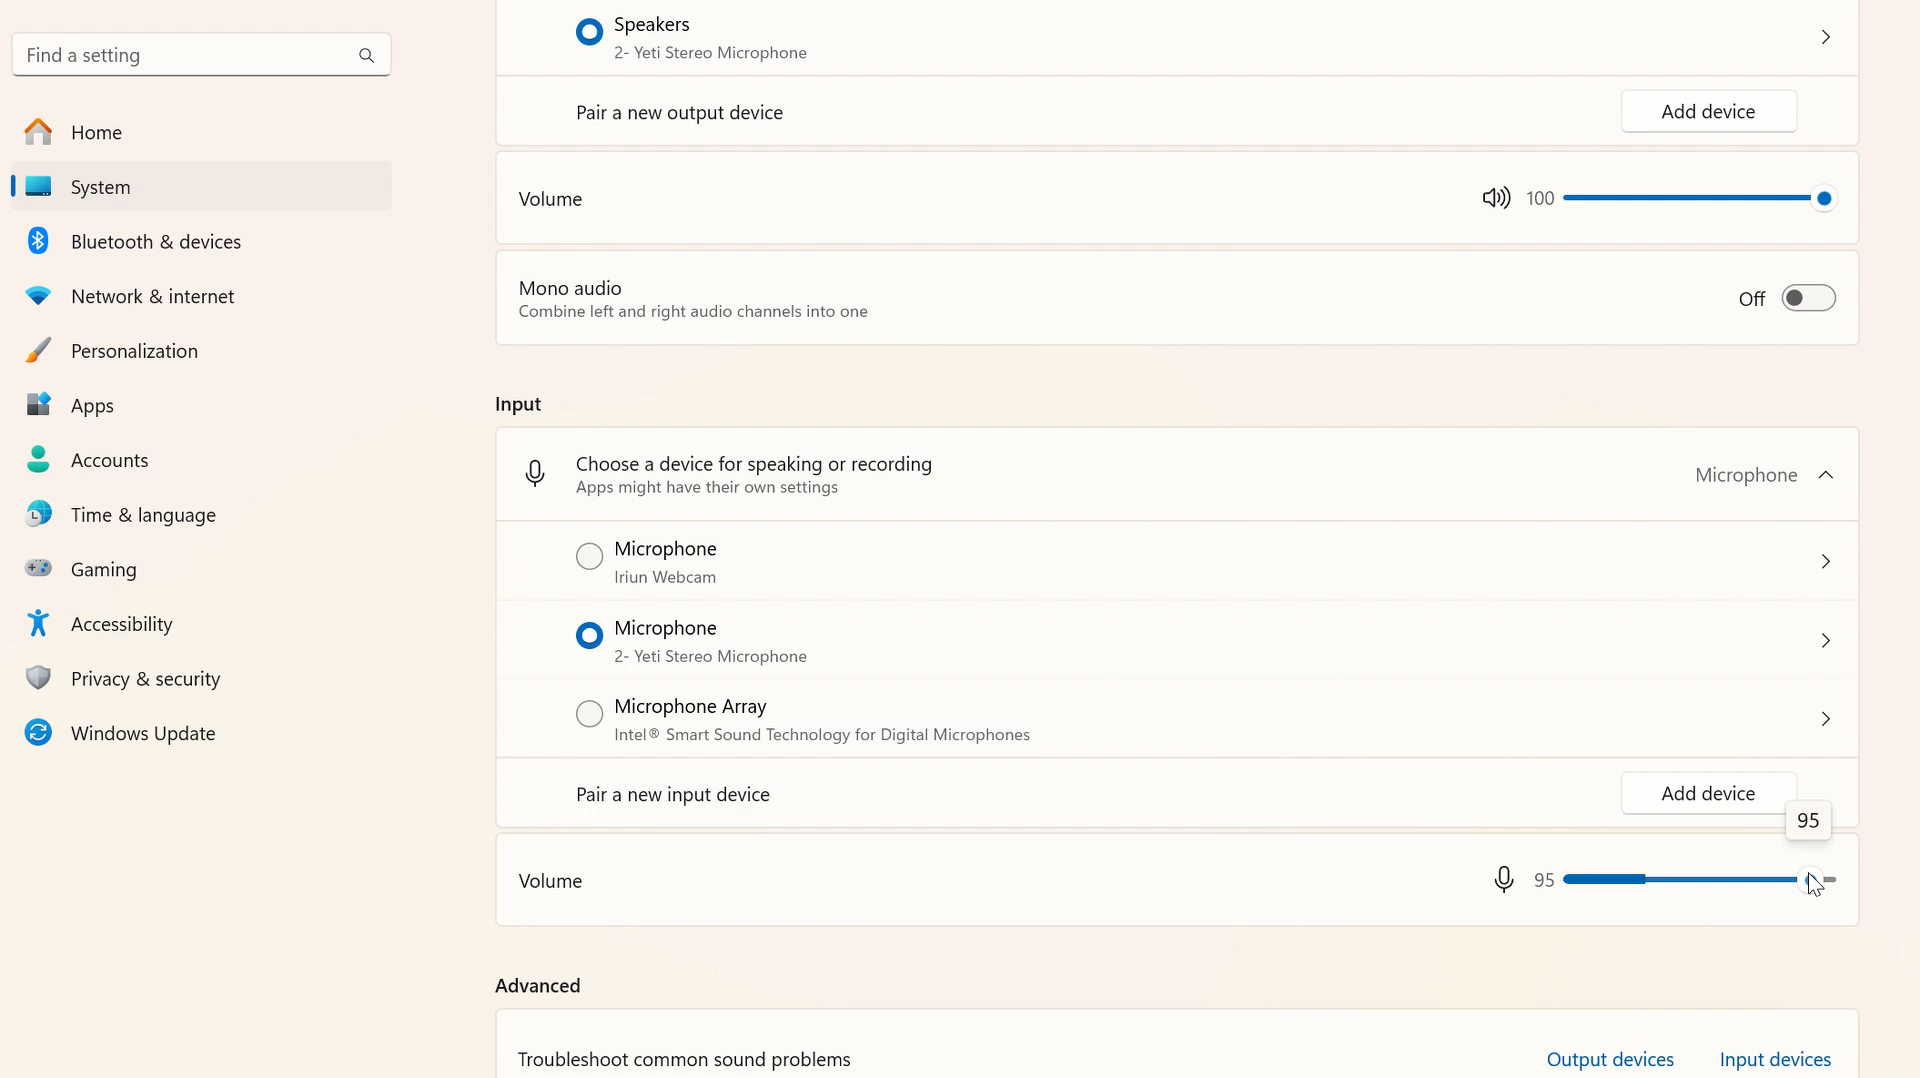 Find a setting
Home
System
Bluetooth & devices
Network & internet
Personalization
Apps
Accounts
Time & language
Gaming
Accessibility
Privacy & security
Windows Update
Speakers
2- Yeti Stereo Microphone
Pair a new output device
Add device
Volume
100
Mono audio
Combine left and right audio channels into one
Off
Input
Choose a device for speaking or recording
Apps might have their own settings
Microphone
Microphone
Iriun Webcam
Microphone
2- Yeti Stereo Microphone
Microphone Array
Intel® Smart Sound Technology for Digital Microphones
Pair a new input device
Add device
95
Volume
95
Advanced
Troubleshoot common sound problems
Output devices
Input devices